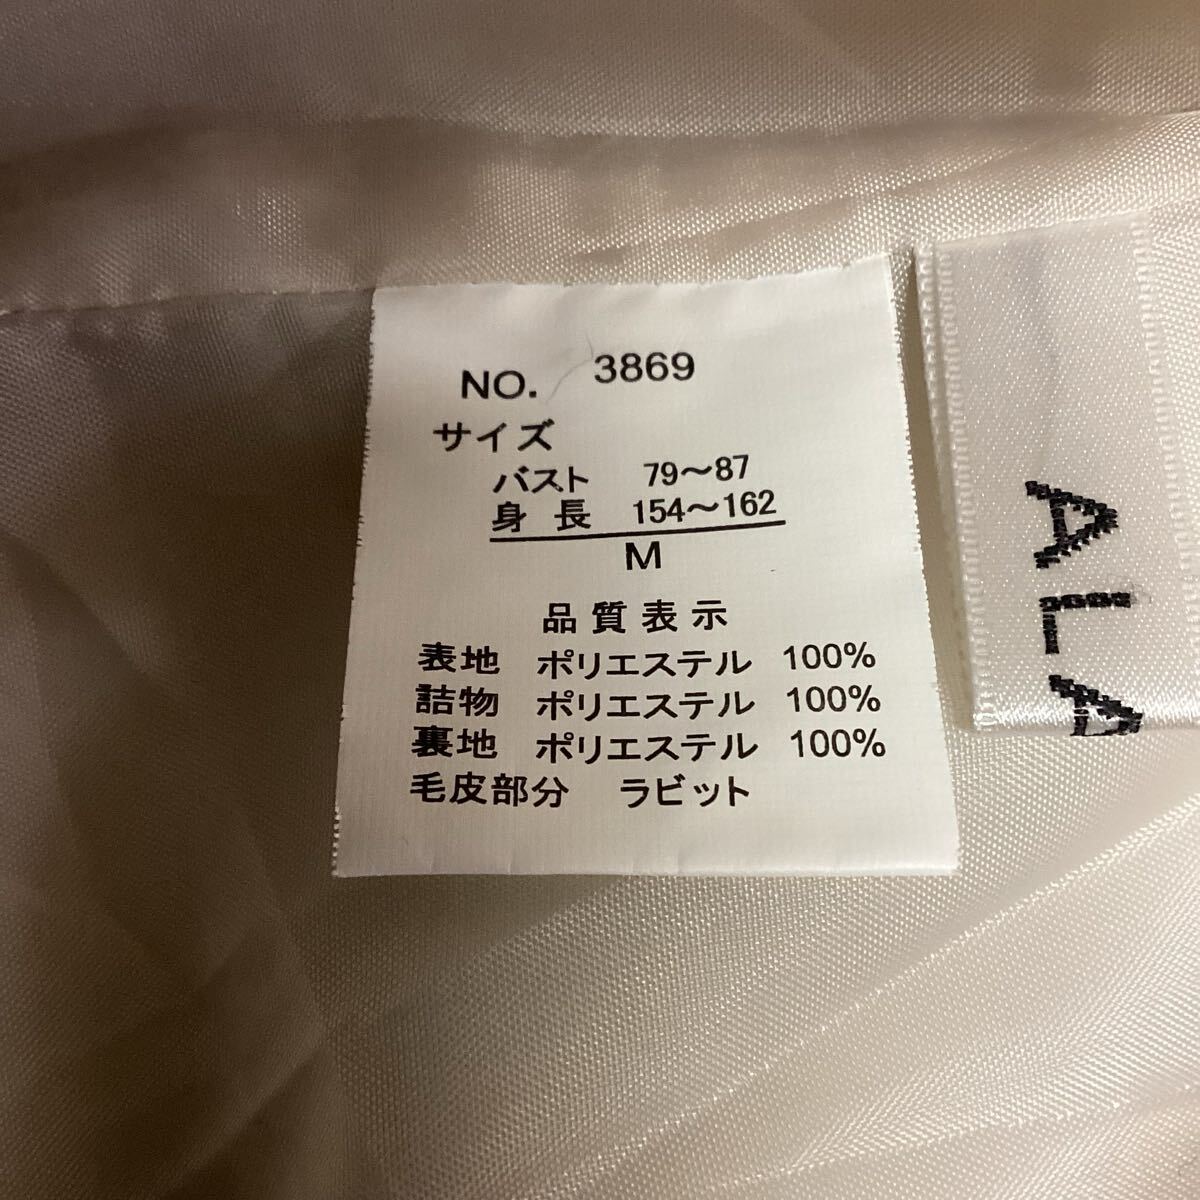 NO. 3869
サイズ
バスト 79〜87
身長 154〜162
M
品質表示
表地 ポリエステル 100%
詰物 ポリエステル 100%
裏地 ポリエステル 100%
毛皮部分 ラビット
ALA